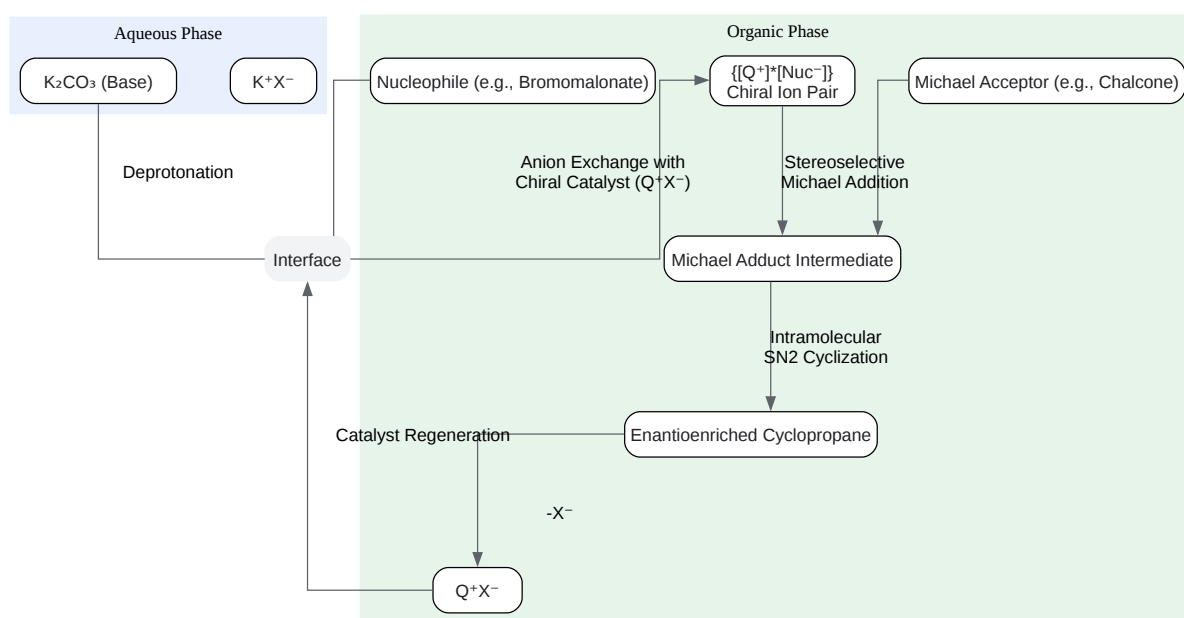 Aqueous Phase
Organic Phase
K₂CO₃ (Base)
K⁺X⁻
Nucleophile (e.g., Bromomalonate)
{[Q⁺]*[Nuc⁻]}
Chiral Ion Pair
Michael Acceptor (e.g., Chalcone)
Deprotonation
Anion Exchange with
Chiral Catalyst (Q⁺X⁻)
Stereoselective
Michael Addition
Interface
Michael Adduct Intermediate
Intramolecular
SN2 Cyclization
Catalyst Regeneration
Enantioenriched Cyclopropane
-X⁻
Q⁺X⁻